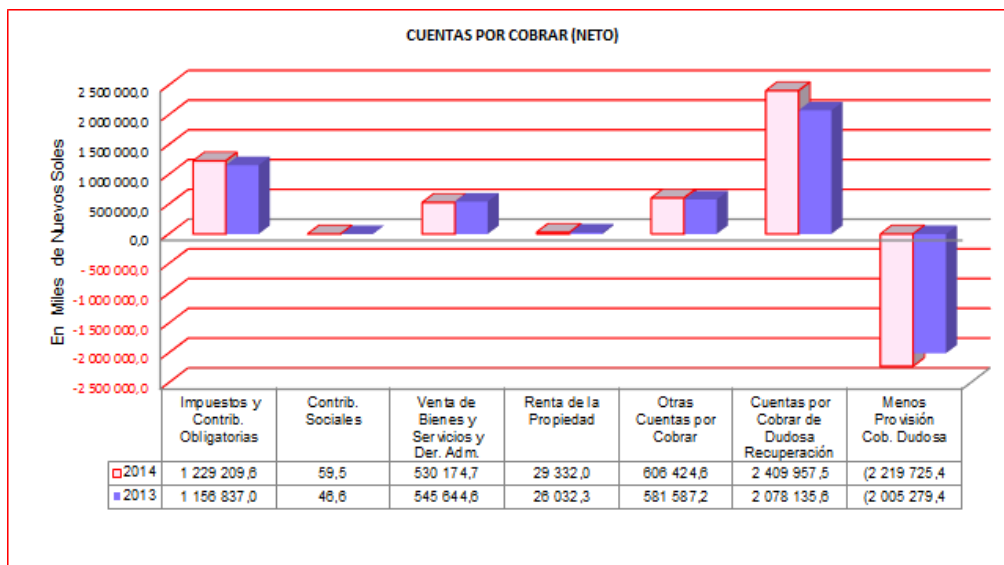 CUENTAS POR COBRAR (NETO)
En Miles de Nuevos Soles
2 500 000,0
2 000 000,0
1 500 000,0
1 000 000,0
500 000,0
0,0
-500 000,0
-1 000 000,0
-1 500 000,0
-2 000 000,0
-2 500 000,0
Impuestos y
Contrib.
Obligatorias
Contrib.
Sociales
Venta de
Bienes y
Servicios y
Der. Adm.
Renta de la
Propiedad
Otras
Cuentas por
Cobrar
Cuentas por
Cobrar de
Dudosa
Recuperación
Menos
Provisión
Cob. Dudosa
2014 1 229 209,6 59,5 530 174,7 29 332,0 606 424,6 2 409 957,5 (2 219 725,4
2013 1 156 837,0 46,6 545 644,6 26 032,3 581 587,2 2 078 135,6 (2 005 279,4